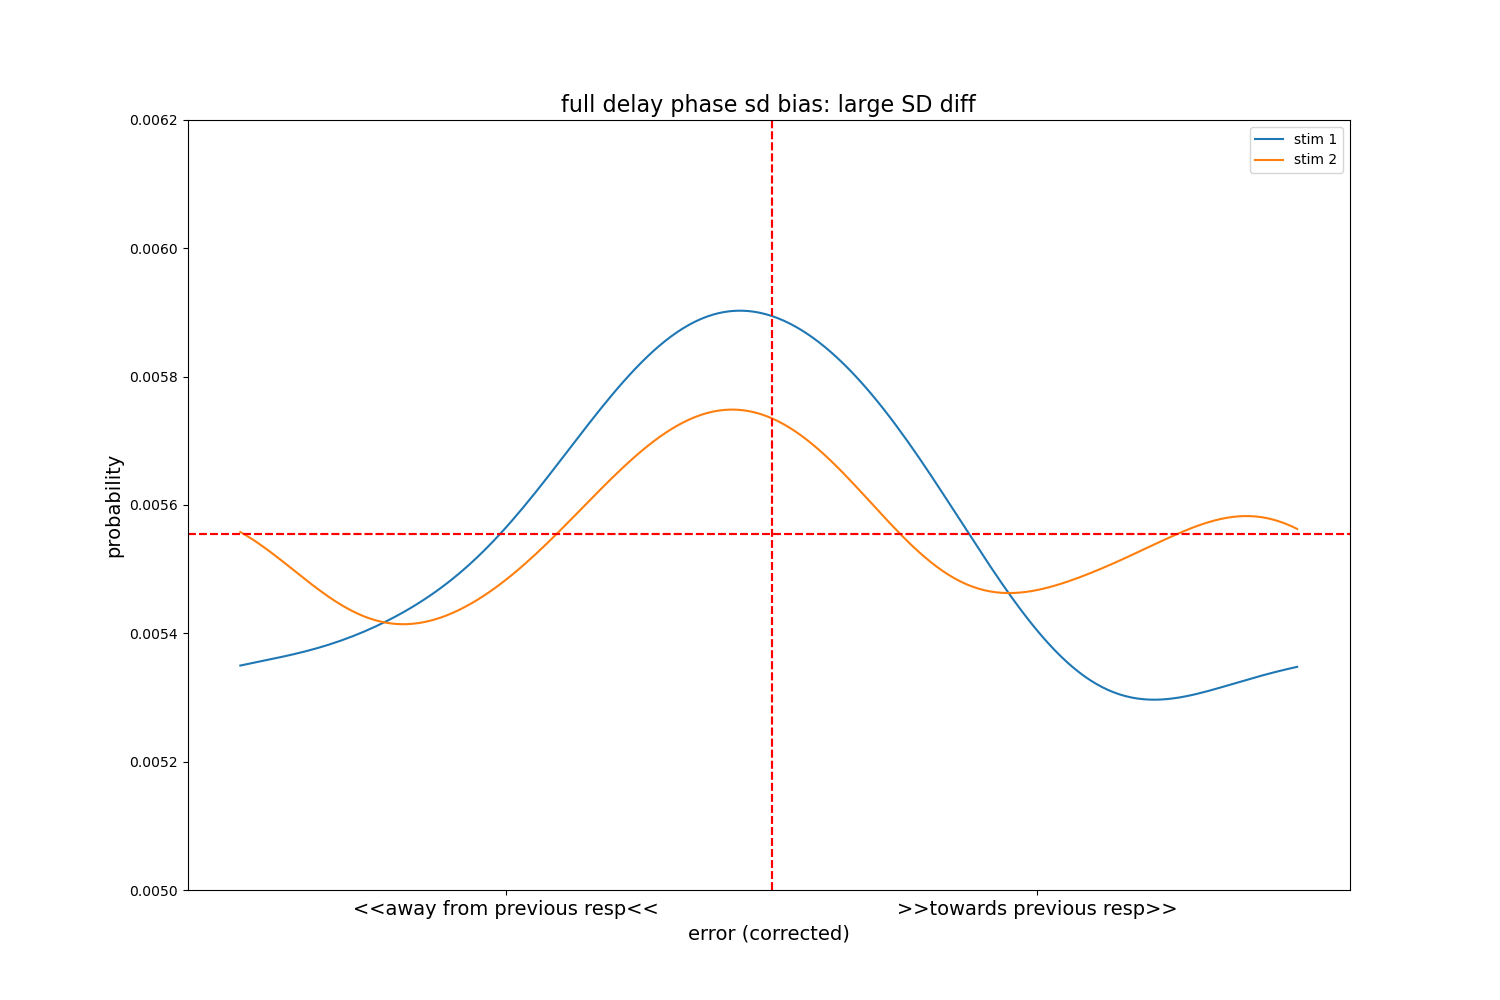 full delay phase sd bias: large SD diff
0.0062
stim 1
stim 2
0.0060
0.0058
0.0056
0.0054
0.0052
0.0050
probability
<<away from previous resp<<
>>towards previous resp>>
error (corrected)